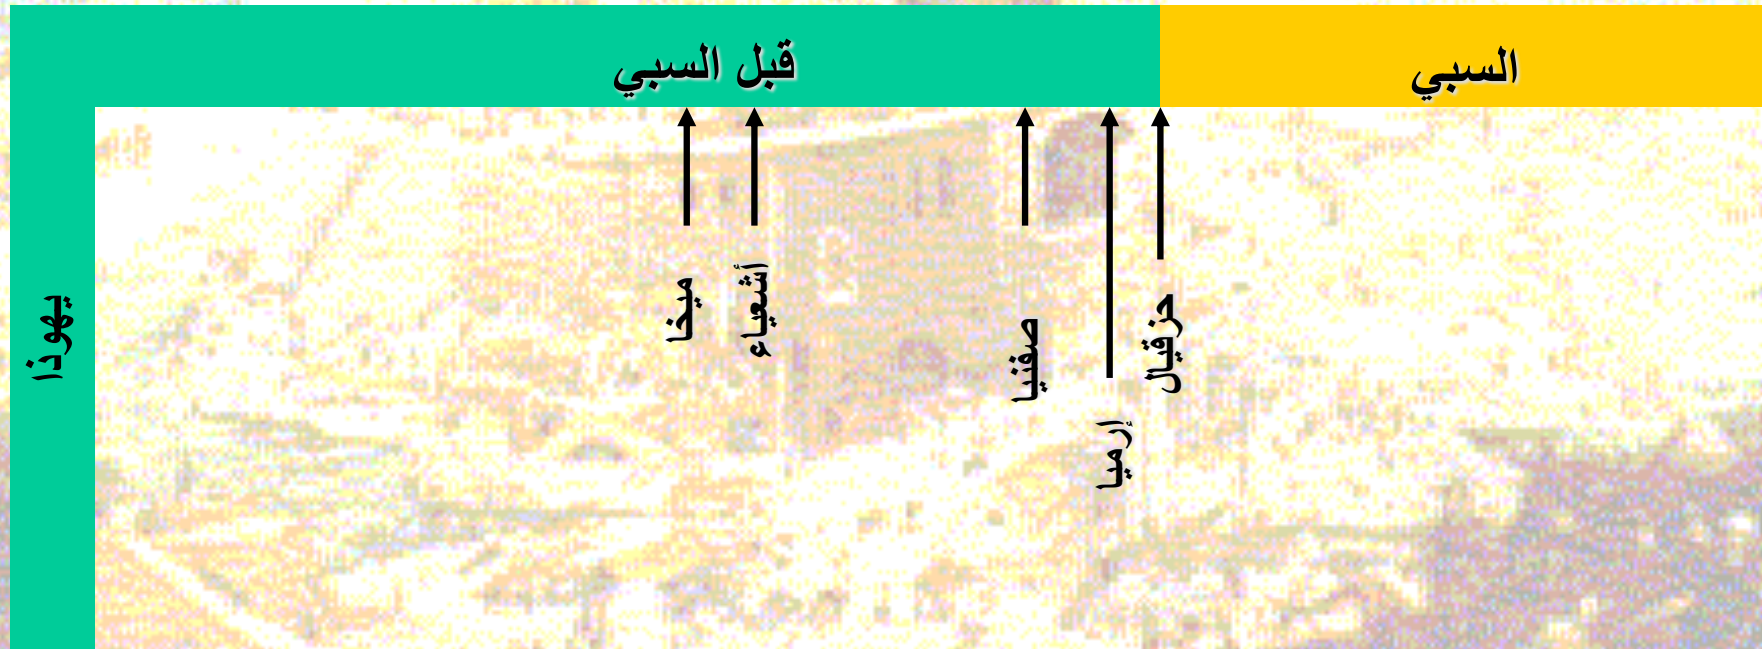 قبل السبي
السبي
يهوذا
ميخا
أشعياء
صفنيا
إرميا
حزقيال